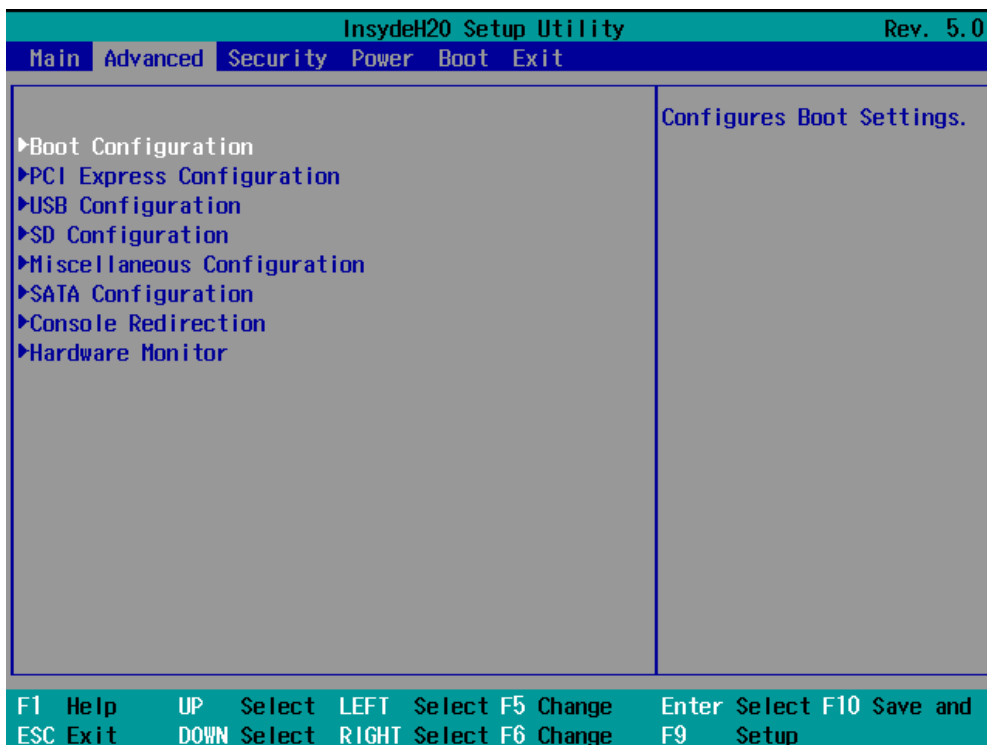 InsydeH20 Setup Utility Rev. 5.0
Main Advanced Security Power Boot Exit
Configures Boot Settings.
▶Boot Configuration
▶PCI Express Configuration
▶USB Configuration
▶SD Configuration
▶Miscellaneous Configuration
▶SATA Configuration
▶Console Redirection
▶Hardware Monitor
F1 Help UP Select LEFT Select F5 Change Enter Select F10 Save and
ESC Exit DOWN Select RIGHT Select F6 Change F9 Setup